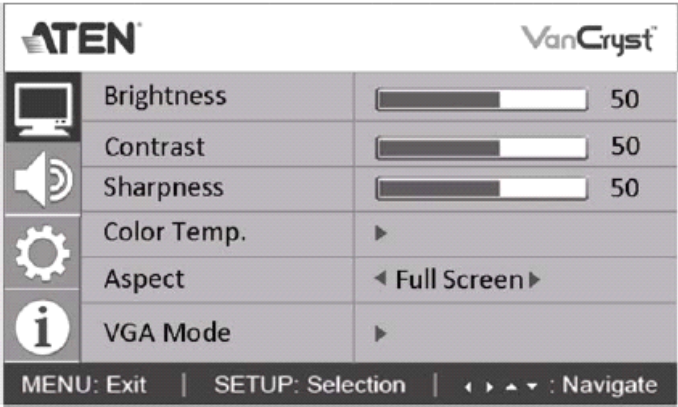 ATEN VanCryst™
Brightness 50
Contrast 50
Sharpness 50
Color Temp.
Aspect Full Screen
VGA Mode
MENU: Exit | SETUP: Selection | : Navigate